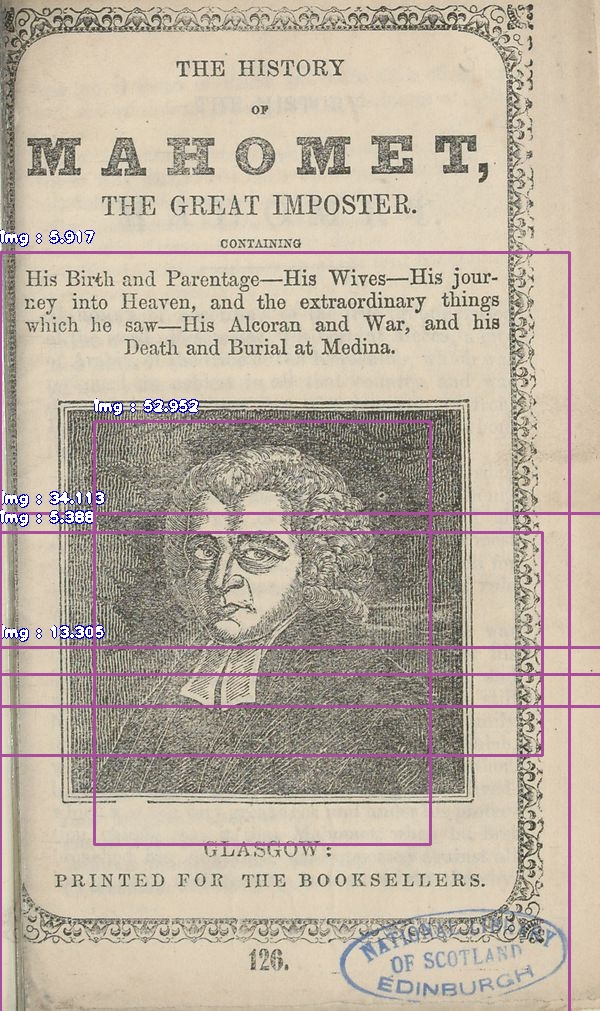 THE HISTORY
OF
MAHOMET,
THE GREAT IMPOSTER.
CONTAINING
His Birth and Parentage—His Wives—His jour-
ney into Heaven, and the extraordinary things
which he saw—His Alcoran and War, and his
Death and Burial at Medina.
img : 5.917
img : 52.952
img : 34.113
img : 5.388
img : 13.305
GLASGOW:
PRINTED FOR THE BOOKSELLERS.
126.
NATIONAL LIBRARY
OF SCOTLAND
EDINBURGH